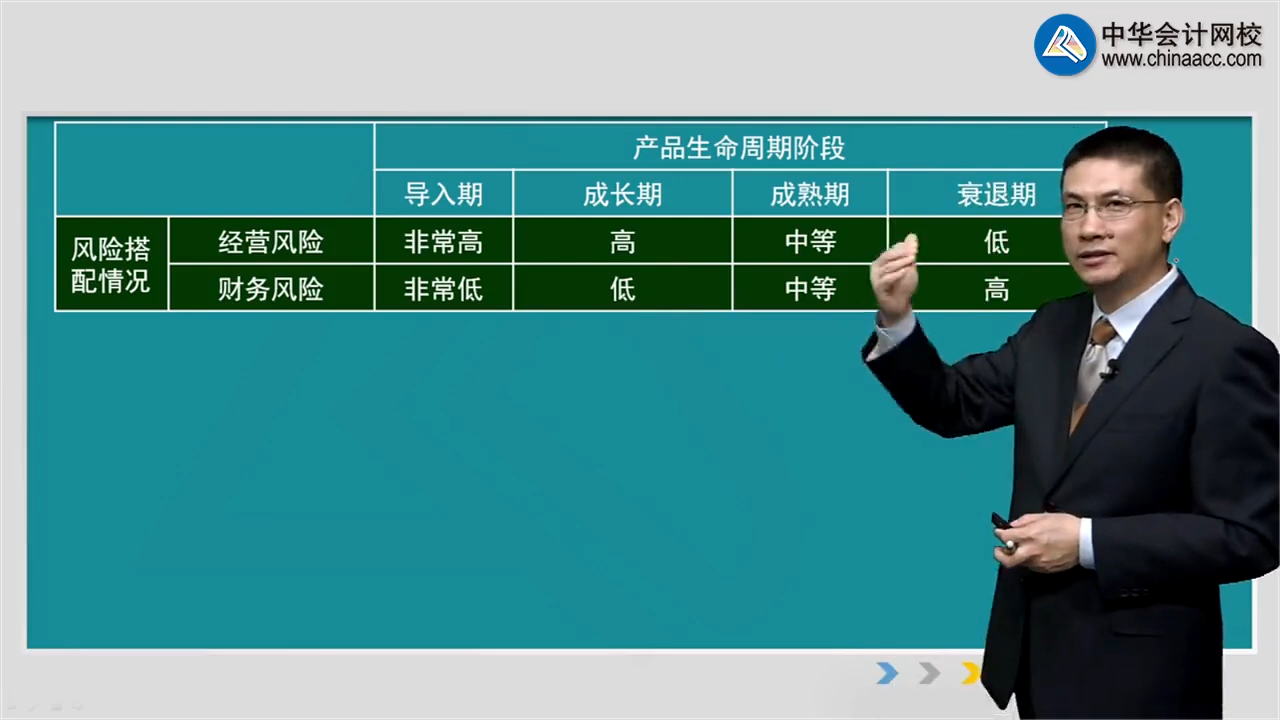 中华会计网校
www.chinaacc.com
产品生命周期阶段
导入期 成长期 成熟期 衰退期
风险搭
配情况
经营风险 非常高 高 中等 低
财务风险 非常低 低 中等 高